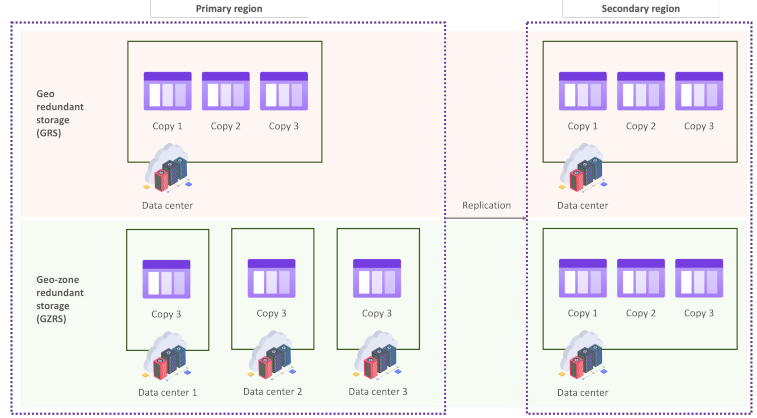 Primary region
Secondary region
Geo
redundant
storage
(GRS)
Copy 1 Copy 2 Copy 3
Data center
Copy 1 Copy 2 Copy 3
Data center
Replication
Geo-zone
redundant
storage
(GZRS)
Copy 3
Data center 1
Copy 3
Data center 2
Copy 3
Data center 3
Copy 1 Copy 2 Copy 3
Data center